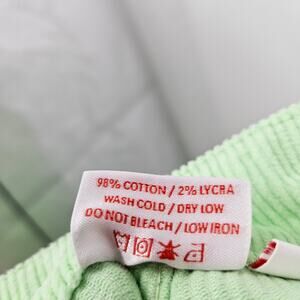 98% COTTON / 2% LYCRA
WASH COLD / DRY LOW
DO NOT BLEACH / LOW IRON